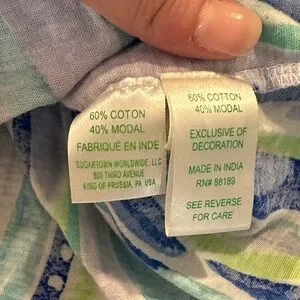 60% COTTON
40% MODAL
FABRIQUÉ EN INDE
SUGARTOWN WORLDWIDE, LLC
800 THIRD AVENUE
KING OF PRUSSIA, PA USA
60% COTTON
40% MODAL
EXCLUSIVE OF
DECORATION
MADE IN INDIA
RN# 88189
SEE REVERSE
FOR CARE